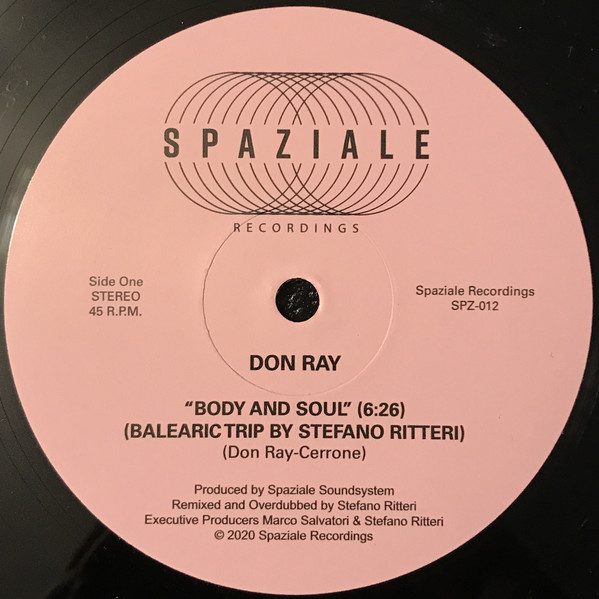 SPAZIALE
RECORDINGS
Side One
STEREO
45 R.P.M.
Spaziale Recordings
SPZ-012
DON RAY
“BODY AND SOUL” (6:26)
(BALEARIC TRIP BY STEFANO RITTERI)
(Don Ray-Cerrone)
Produced by Spaziale Soundsystem
Remixed and Overdubbed by Stefano Ritteri
Executive Producers Marco Salvatori & Stefano Ritteri
© 2020 Spaziale Recordings